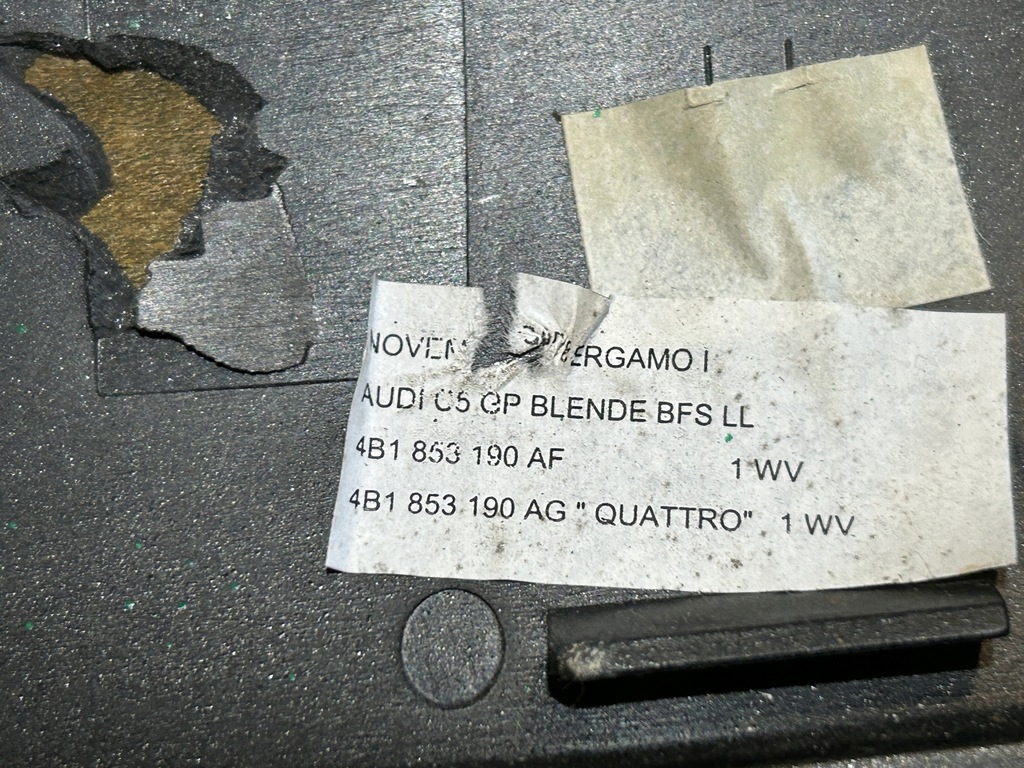 ERGAMO I
AUDI C5 GP BLENDE BFS LL
4B1 853 190 AF 1 WV
4B1 853 190 AG " QUATTRO" 1 WV